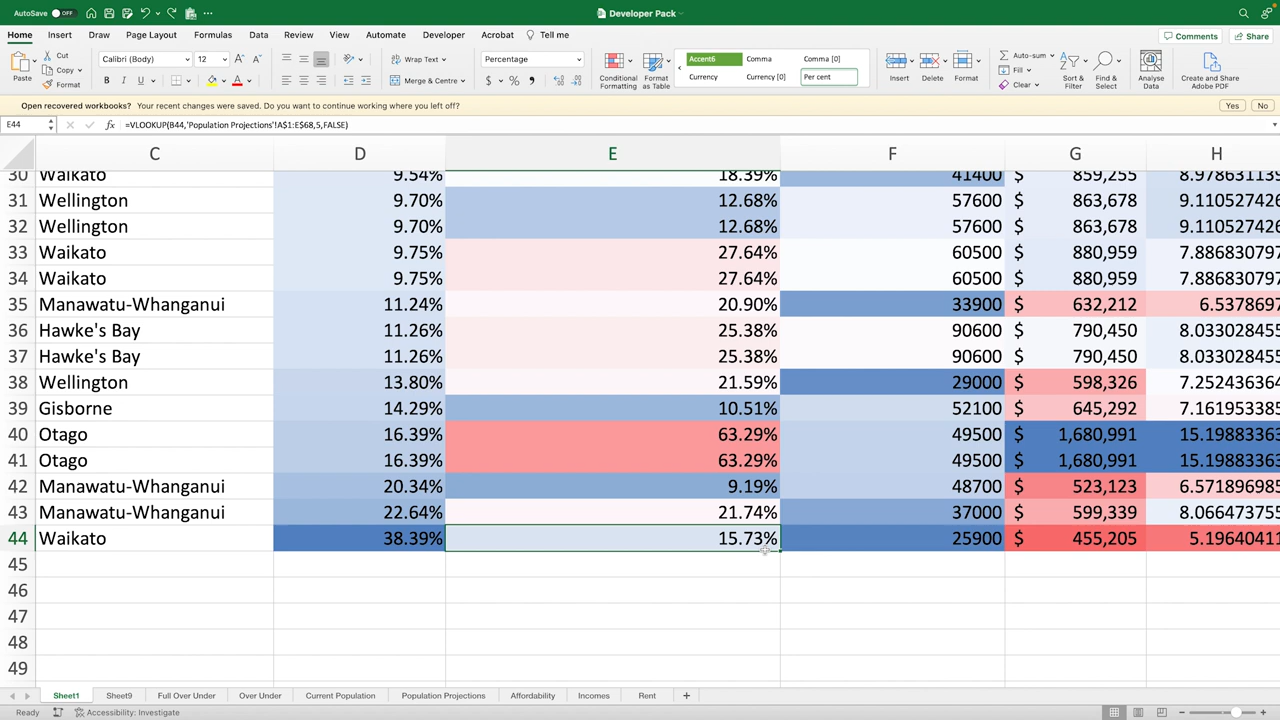 AutoSave OFF Developer Pack
Home Insert Draw Page Layout Formulas Data Review View Automate Developer Acrobat Tell me Comments Share
Paste Cut Copy Format Calibri (Body) 12 Wrap Text Merge & Centre Percentage Conditional Formatting Format as Table Accent6 Comma Comma [0] Currency Currency [0] Per cent Insert Delete Format Auto-sum Fill Clear Sort & Filter Find & Select Analyse Data Create and Share Adobe PDF
Open recovered workbooks? Your recent changes were saved. Do you want to continue working where you left off? Yes No
E44 fx =VLOOKUP(B44,'Population Projections'!A$1:E$68,5,FALSE)
C D E F G H
30 Waikato 9.54% 18.39% 41400 $ 859,255 8.978631139
31 Wellington 9.70% 12.68% 57600 $ 863,678 9.110527426
32 Wellington 9.70% 12.68% 57600 $ 863,678 9.110527426
33 Waikato 9.75% 27.64% 60500 $ 880,959 7.886830797
34 Waikato 9.75% 27.64% 60500 $ 880,959 7.886830797
35 Manawatu-Whanganui 11.24% 20.90% 33900 $ 632,212 6.5378697
36 Hawke's Bay 11.26% 25.38% 90600 $ 790,450 8.033028455
37 Hawke's Bay 11.26% 25.38% 90600 $ 790,450 8.033028455
38 Wellington 13.80% 21.59% 29000 $ 598,326 7.252436364
39 Gisborne 14.29% 10.51% 52100 $ 645,292 7.161953385
40 Otago 16.39% 63.29% 49500 $ 1,680,991 15.19883363
41 Otago 16.39% 63.29% 49500 $ 1,680,991 15.19883363
42 Manawatu-Whanganui 20.34% 9.19% 48700 $ 523,123 6.571896985
43 Manawatu-Whanganui 22.64% 21.74% 37000 $ 599,339 8.066473755
44 Waikato 38.39% 15.73% 25900 $ 455,205 5.19640411
45
46
47
48
49
Sheet1 Sheet9 Full Over Under Over Under Current Population Population Projections Affordability Incomes Rent +
Ready Accessibility: Investigate